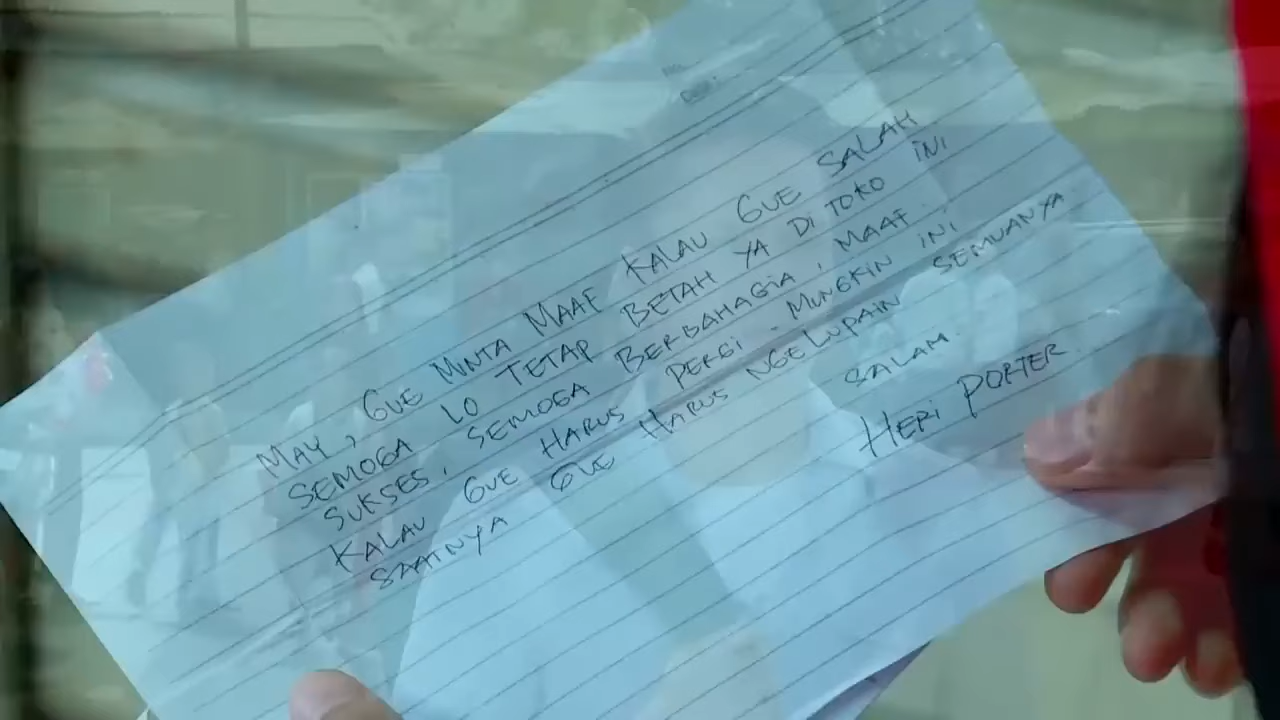 MAY, GUE MINTA MAAF KALAU GUE SALAH
SEMOGA LO TETAP BETAH YA DI TOKO INI
SUKSES, SEMOGA BERBAHAGIA, MAAF
KALAU GUE HARUS PERGI. MUNGKIN INI
SAATNYA GUE HARUS NGELUPAIN SEMUANYA
SALAM.
HERI PORTER